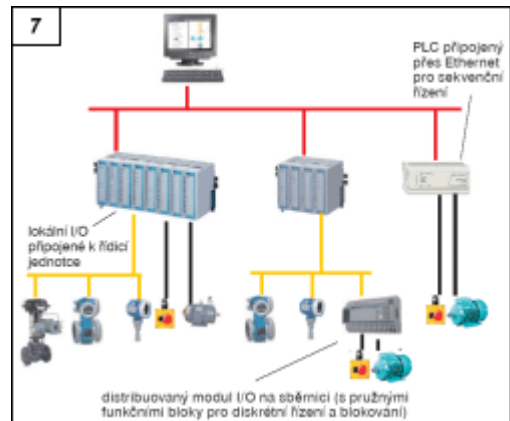 7
PLC připojený
přes Ethernet
pro sekvenční
řízení
lokální I/O
připojené k řídicí
jednotce
distribuovaný modul I/O na sběrnici (s pružnými
funkčními bloky pro diskrétní řízení a blokování)